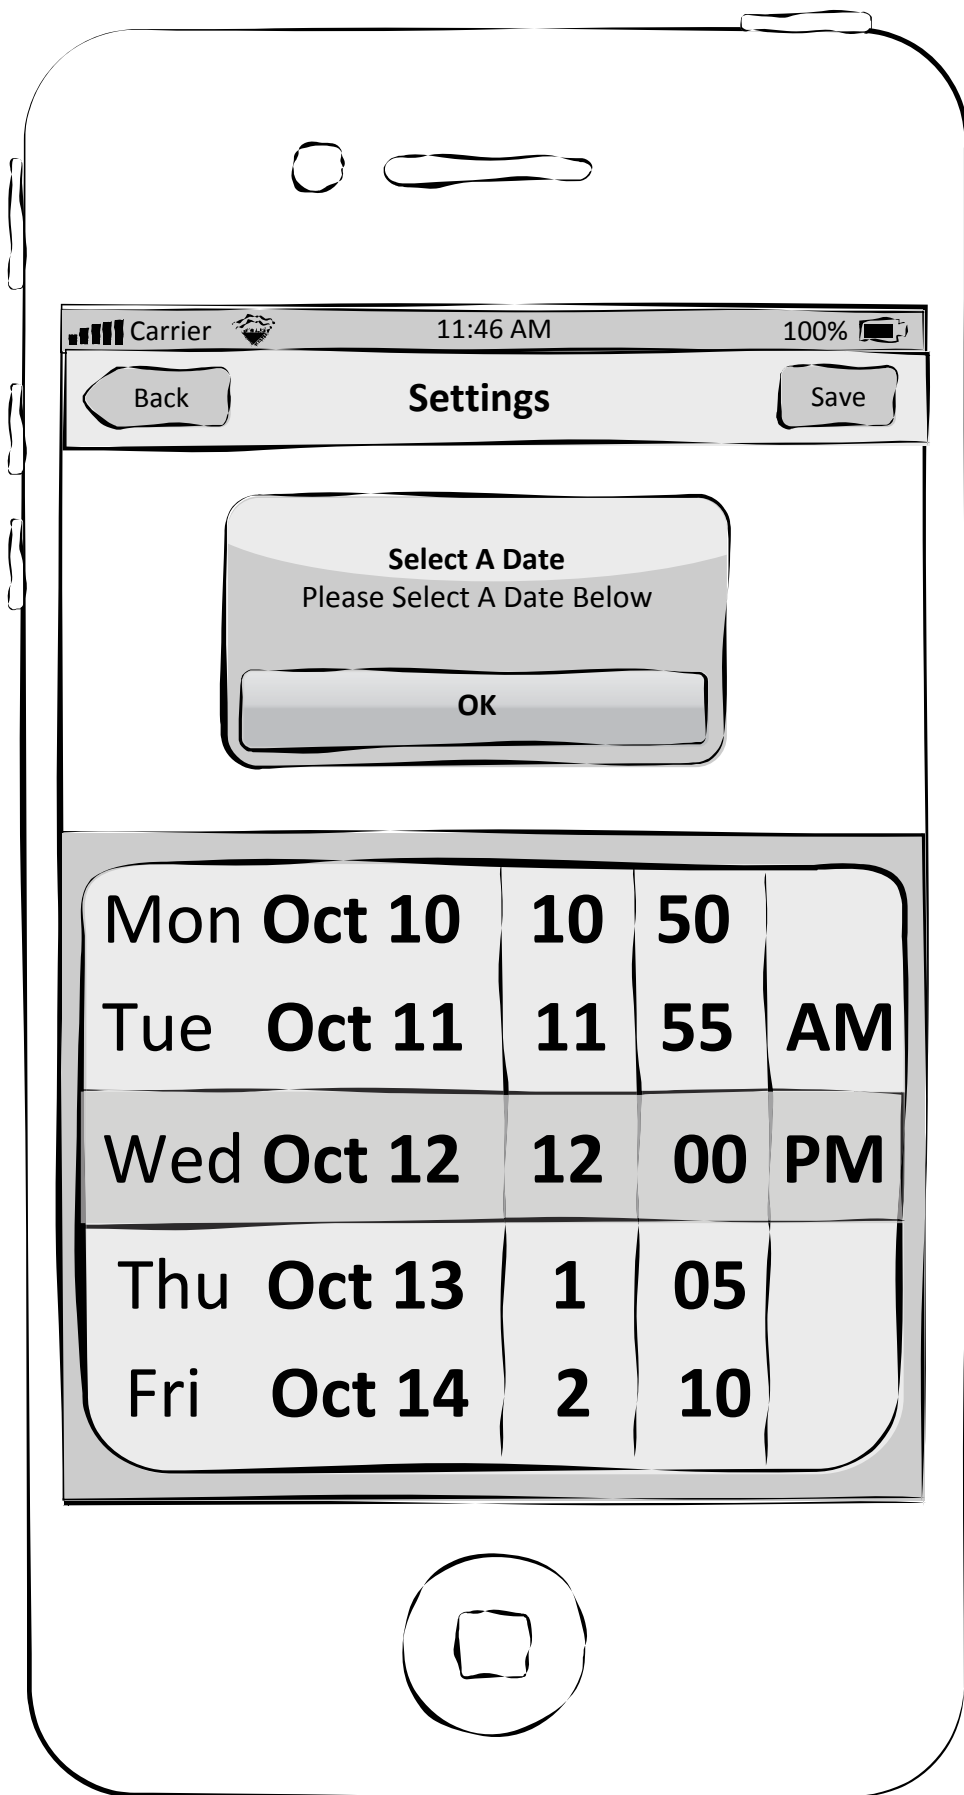 Carrier 11:46 AM 100%
Back Settings Save
Select A Date
Please Select A Date Below
OK
Mon Oct 10 10 50
Tue Oct 11 11 55 AM
Wed Oct 12 12 00 PM
Thu Oct 13 1 05
Fri Oct 14 2 10